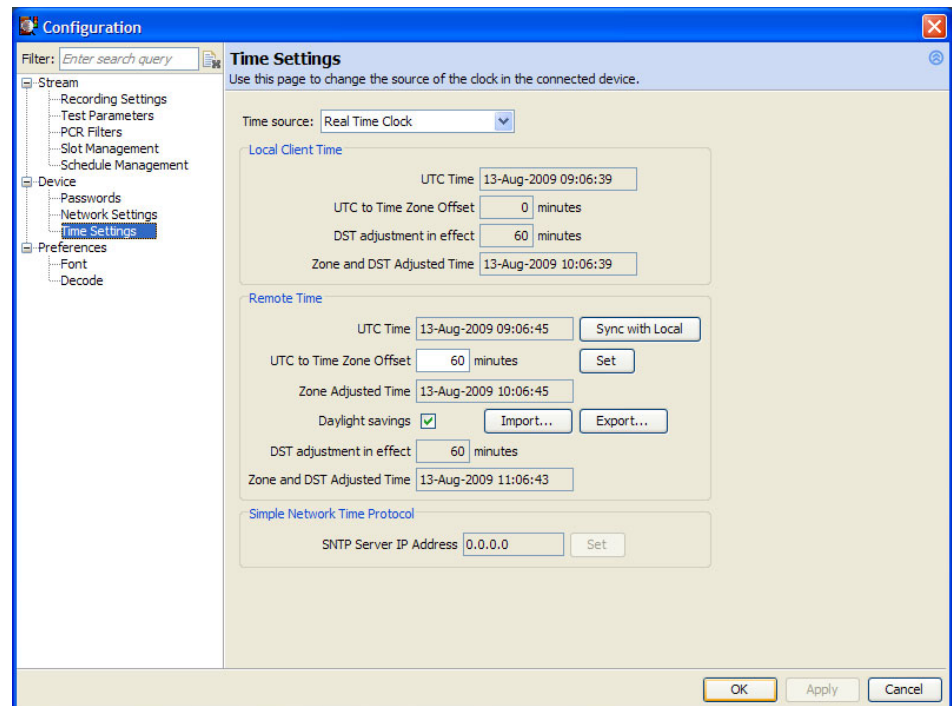 Configuration
Filter: Enter search query
Stream
Recording Settings
Test Parameters
PCR Filters
Slot Management
Schedule Management
Device
Passwords
Network Settings
Time Settings
Preferences
Font
Decode
Time Settings
Use this page to change the source of the clock in the connected device.
Time source: Real Time Clock
Local Client Time
UTC Time 13-Aug-2009 09:06:39
UTC to Time Zone Offset 0 minutes
DST adjustment in effect 60 minutes
Zone and DST Adjusted Time 13-Aug-2009 10:06:39
Remote Time
UTC Time 13-Aug-2009 09:06:45 Sync with Local
UTC to Time Zone Offset 60 minutes Set
Zone Adjusted Time 13-Aug-2009 10:06:45
Daylight savings Import... Export...
DST adjustment in effect 60 minutes
Zone and DST Adjusted Time 13-Aug-2009 11:06:43
Simple Network Time Protocol
SNTP Server IP Address 0.0.0.0 Set
OK Apply Cancel